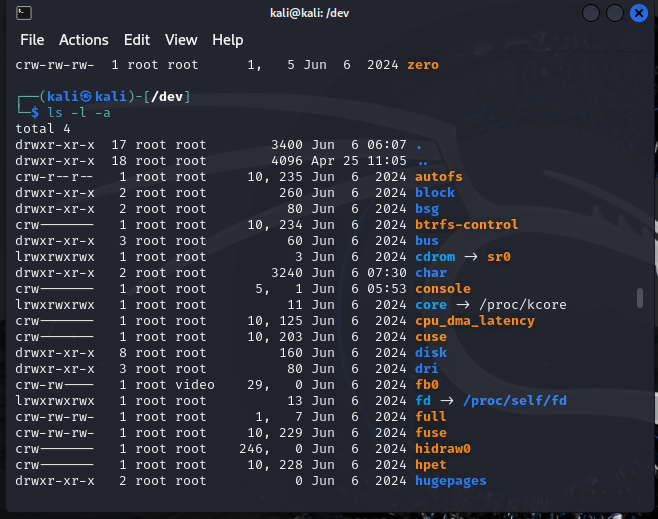 kali@kali: /dev
File Actions Edit View Help
crw-rw-rw-  1 root root      1,   5 Jun  6  2024 zero
┌──(kali㉿kali)-[/dev]
└─$ ls -l -a
total 4
drwxr-xr-x  17 root root        3400 Jun  6 06:07 .
drwxr-xr-x  18 root root        4096 Apr 25 11:05 ..
crw-r--r--   1 root root     10, 235 Jun  6  2024 autofs
drwxr-xr-x   2 root root         260 Jun  6  2024 block
drwxr-xr-x   2 root root          80 Jun  6  2024 bsg
crw-------   1 root root     10, 234 Jun  6  2024 btrfs-control
drwxr-xr-x   3 root root          60 Jun  6  2024 bus
lrwxrwxrwx   1 root root           3 Jun  6  2024 cdrom -> sr0
drwxr-xr-x   2 root root        3240 Jun  6 07:30 char
crw-------   1 root root      5,   1 Jun  6 05:53 console
lrwxrwxrwx   1 root root          11 Jun  6  2024 core -> /proc/kcore
crw-------   1 root root     10, 125 Jun  6  2024 cpu_dma_latency
crw-------   1 root root     10, 203 Jun  6  2024 cuse
drwxr-xr-x   8 root root         160 Jun  6  2024 disk
drwxr-xr-x   3 root root          80 Jun  6  2024 dri
crw-rw----   1 root video    29,   0 Jun  6  2024 fb0
lrwxrwxrwx   1 root root          13 Jun  6  2024 fd -> /proc/self/fd
crw-rw-rw-   1 root root      1,   7 Jun  6  2024 full
crw-rw-rw-   1 root root     10, 229 Jun  6  2024 fuse
crw-------   1 root root    246,   0 Jun  6  2024 hidraw0
crw-------   1 root root     10, 228 Jun  6  2024 hpet
drwxr-xr-x   2 root root           0 Jun  6  2024 hugepages